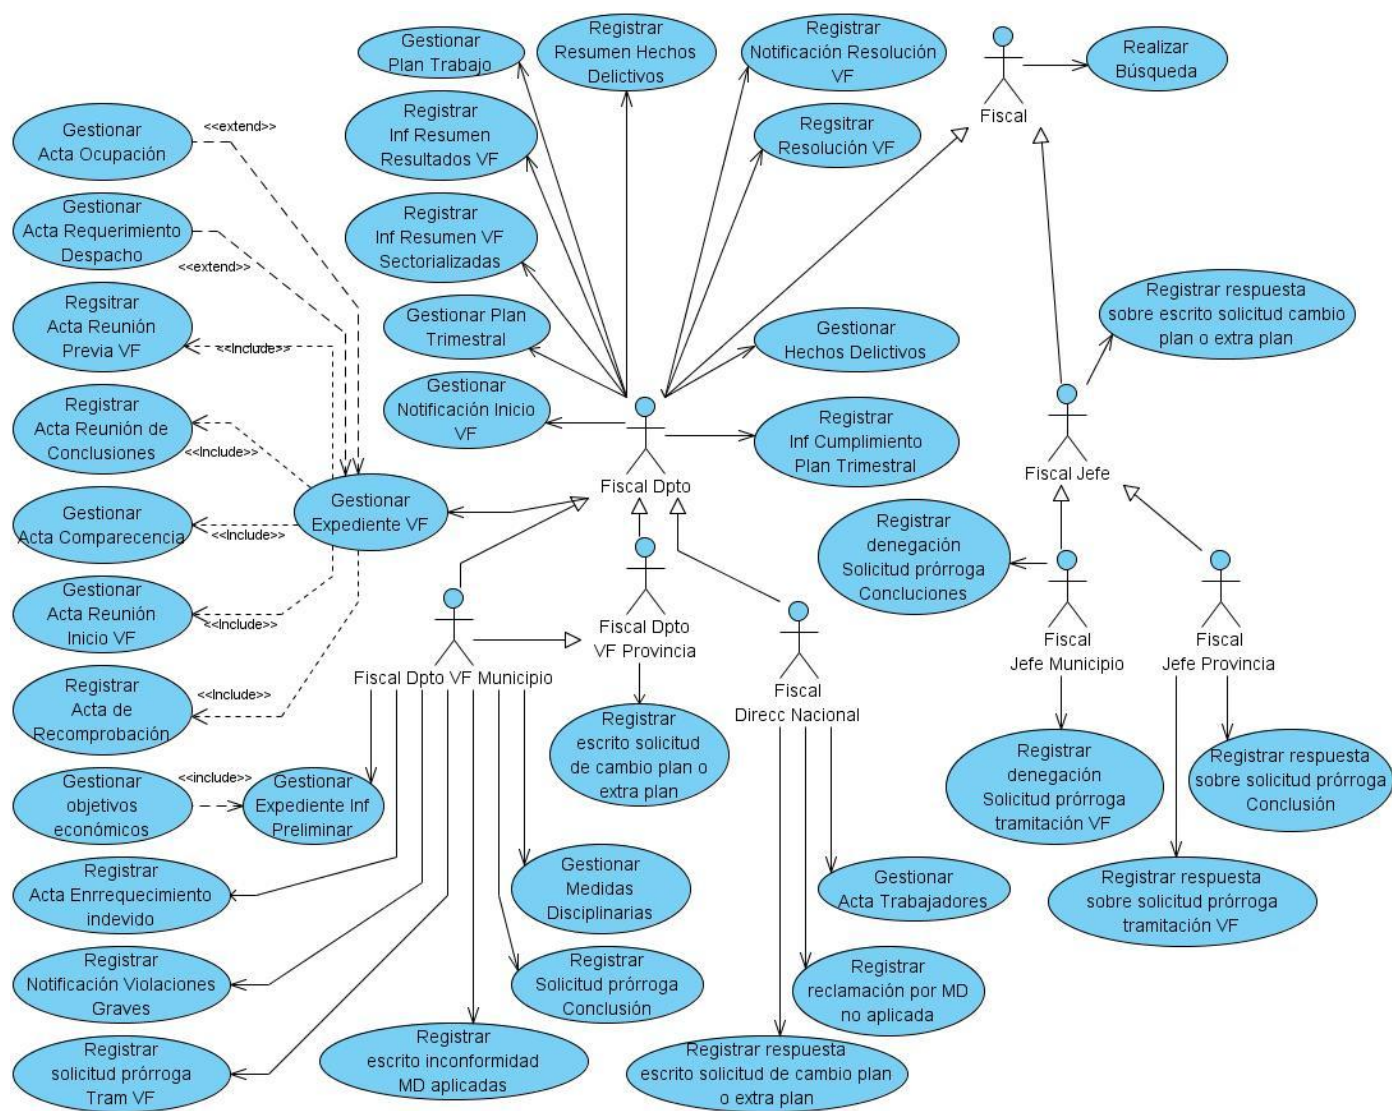 Gestionar
Plan Trabajo
Registrar
Resumen Hechos
Delictivos
Registrar
Notificación Resolución
VF
Realizar
Búsqueda
Fiscal
Gestionar
Acta Ocupación
<<extend>>
Registrar
Inf Resumen
Resultados VF
Regsitrar
Resolución VF
Gestionar
Acta Requerimiento
Despacho
<<extend>>
Registrar
Inf Resumen VF
Sectorializadas
Regsitrar
Acta Reunión
Previa VF
<<Include>>
Gestionar Plan
Trimestral
Gestionar
Hechos Delictivos
Registrar respuesta
sobre escrito solicitud cambio
plan o extra plan
Registrar
Acta Reunión de
Conclusiones
<<Include>>
Gestionar
Notificación Inicio
VF
Fiscal Dpto
Registrar
Inf Cumplimiento
Plan Trimestral
Fiscal Jefe
Gestionar
Acta Comparecencia
<<Include>>
Gestionar
Expediente VF
Registrar
denegación
Solicitud prórroga
Concluciones
Gestionar
Acta Reunión
Inicio VF
<<Include>>
Fiscal Dpto VF Municipio
Fiscal Dpto
VF Provincia
Fiscal
Direcc Nacional
Fiscal
Jefe Municipio
Fiscal
Jefe Provincia
Registrar
Acta de
Recomprobación
<<Include>>
Registrar
escrito solicitud
de cambio plan o
extra plan
Registrar
denegación
Solicitud prórroga
tramitación VF
Registrar respuesta
sobre solicitud prórroga
Conclusión
Gestionar
objetivos
económicos
<<include>>
Gestionar
Expediente Inf
Preliminar
Registrar
Acta Enrrequecimiento
indevido
Gestionar
Medidas
Disciplinarias
Gestionar
Acta Trabajadores
Registrar respuesta
sobre solicitud prórroga
tramitación VF
Registrar
Notificación Violaciones
Graves
Registrar
Solicitud prórroga
Conclusión
Registrar
reclamación por MD
no aplicada
Registrar
solicitud prórroga
Tram VF
Registrar
escrito inconformidad
MD aplicadas
Registrar respuesta
escrito solicitud de cambio plan
o extra plan